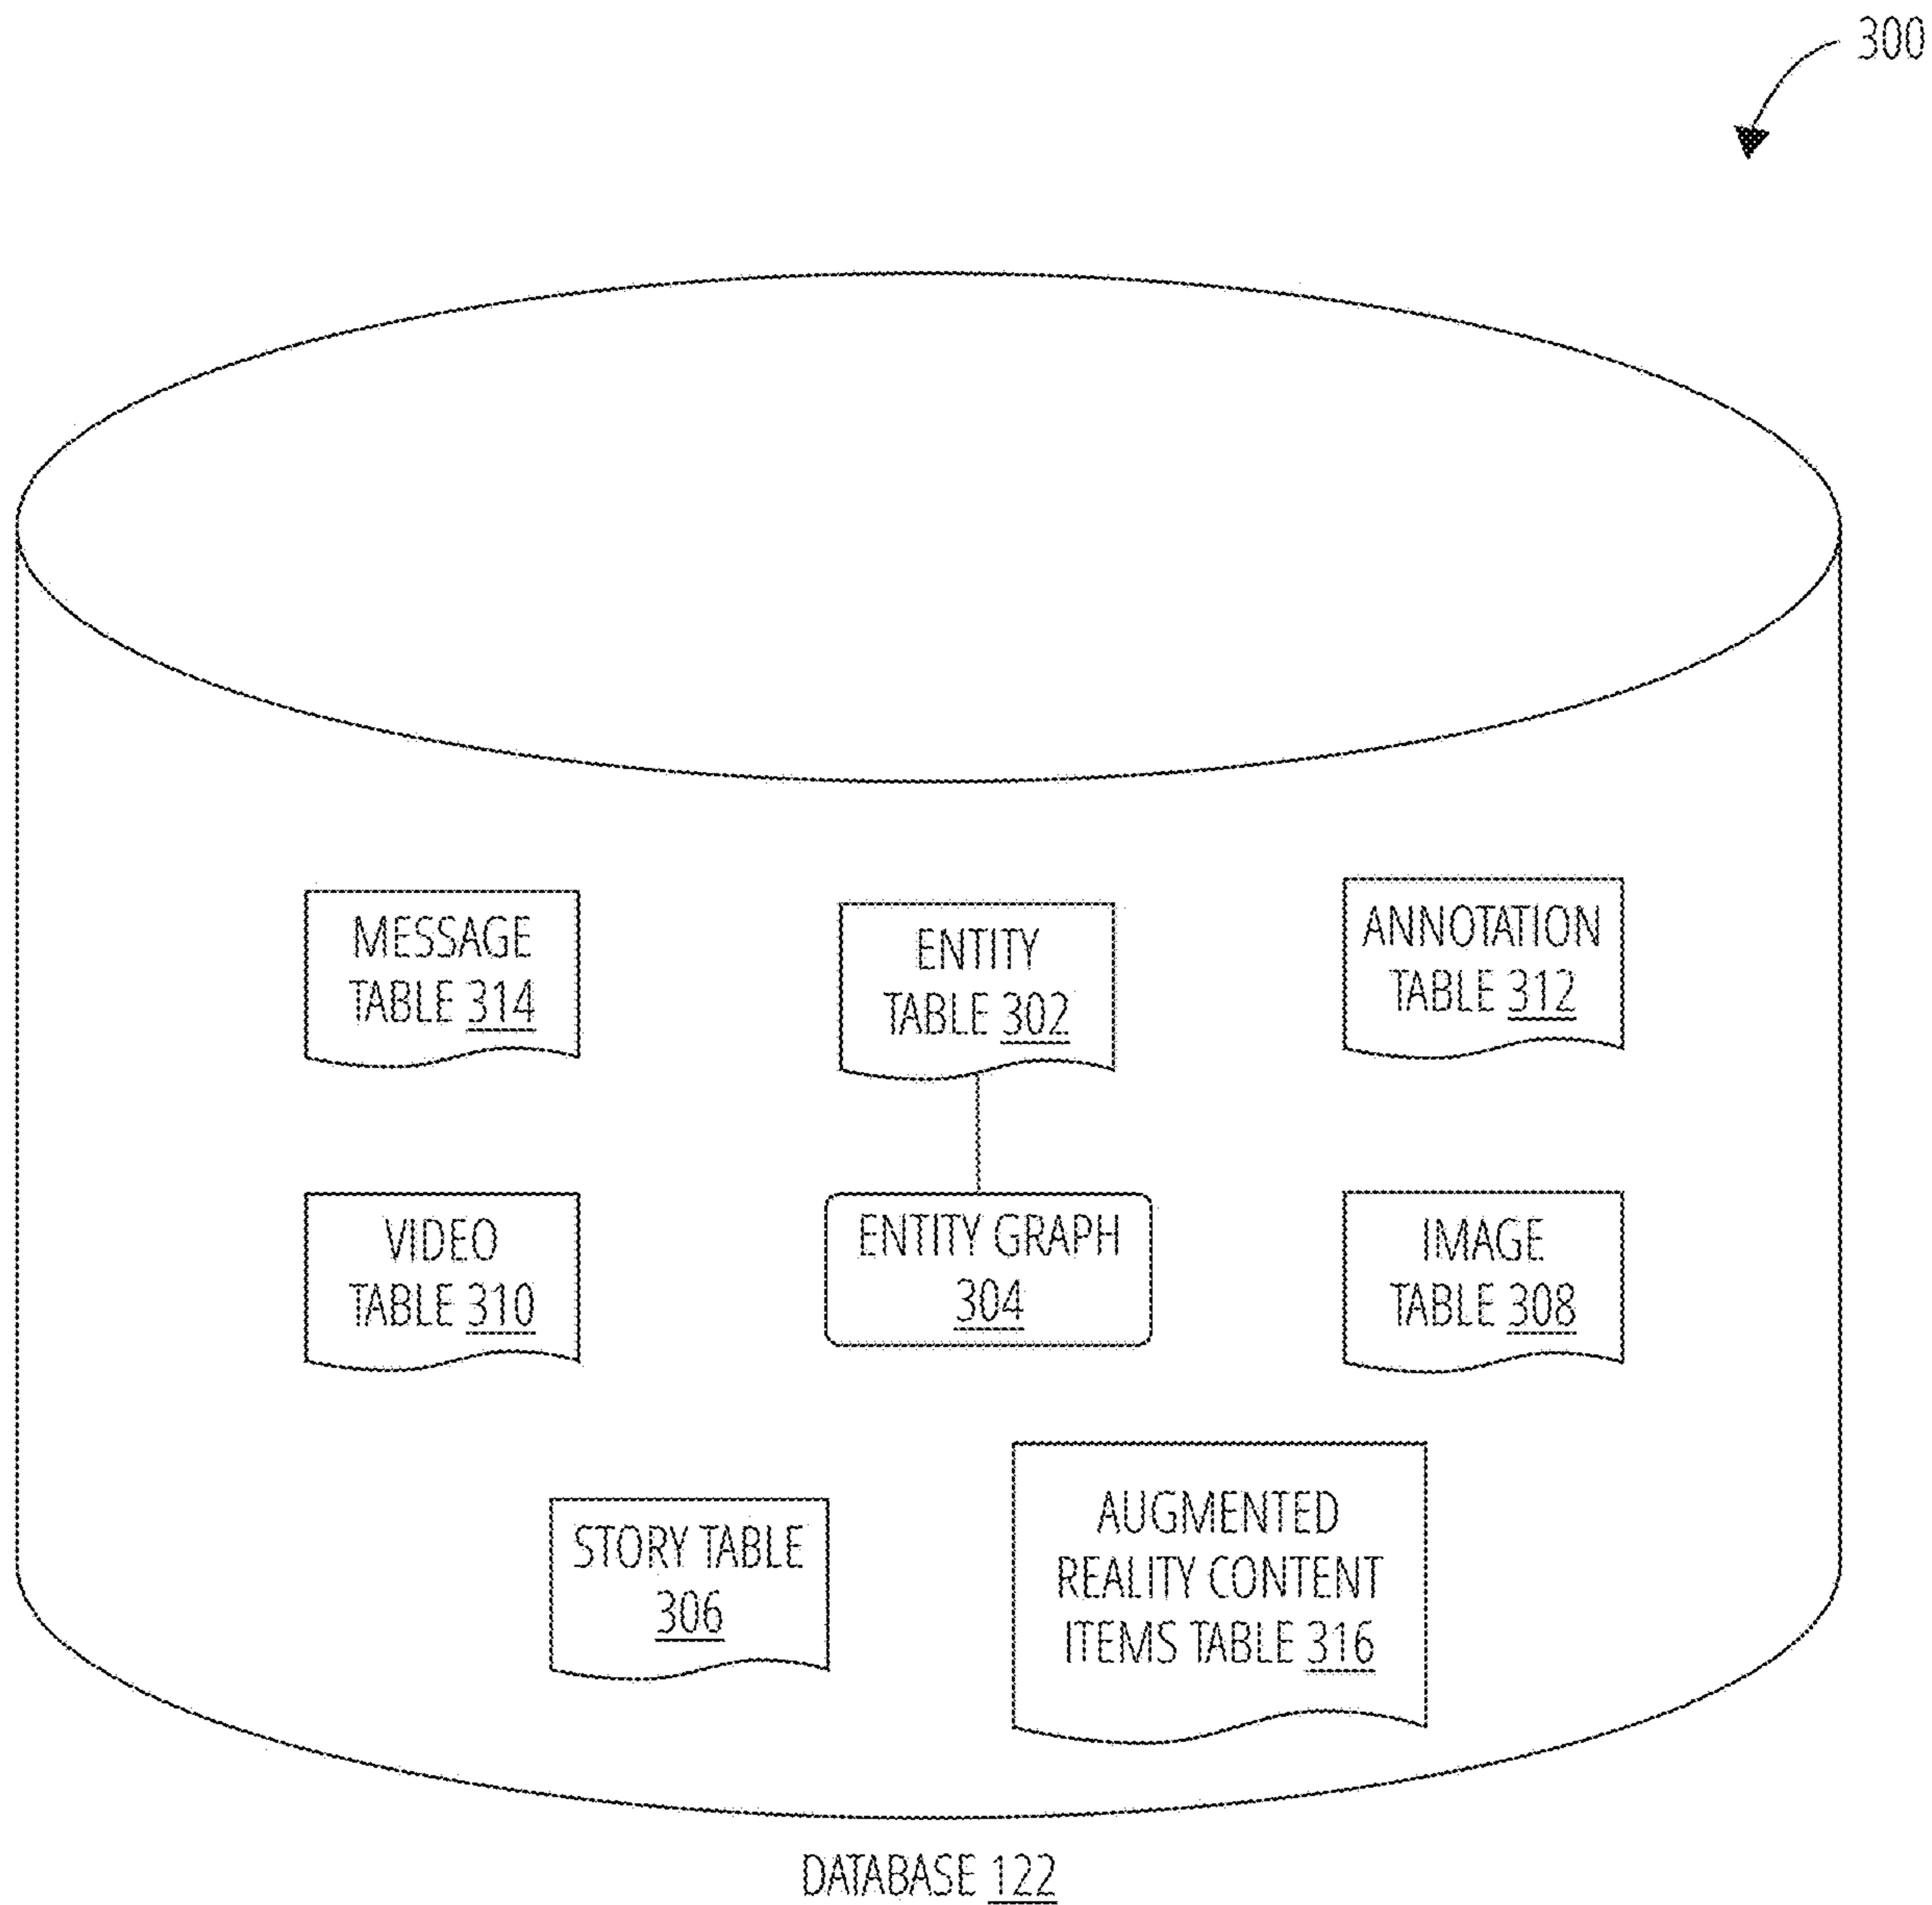 300
MESSAGE
TABLE 314
ENTITY
TABLE 302
ANNOTATION
TABLE 312
VIDEO
TABLE 310
ENTITY GRAPH
304
IMAGE
TABLE 308
STORY TABLE
306
AUGMENTED
REALITY CONTENT
ITEMS TABLE 316
DATABASE 122